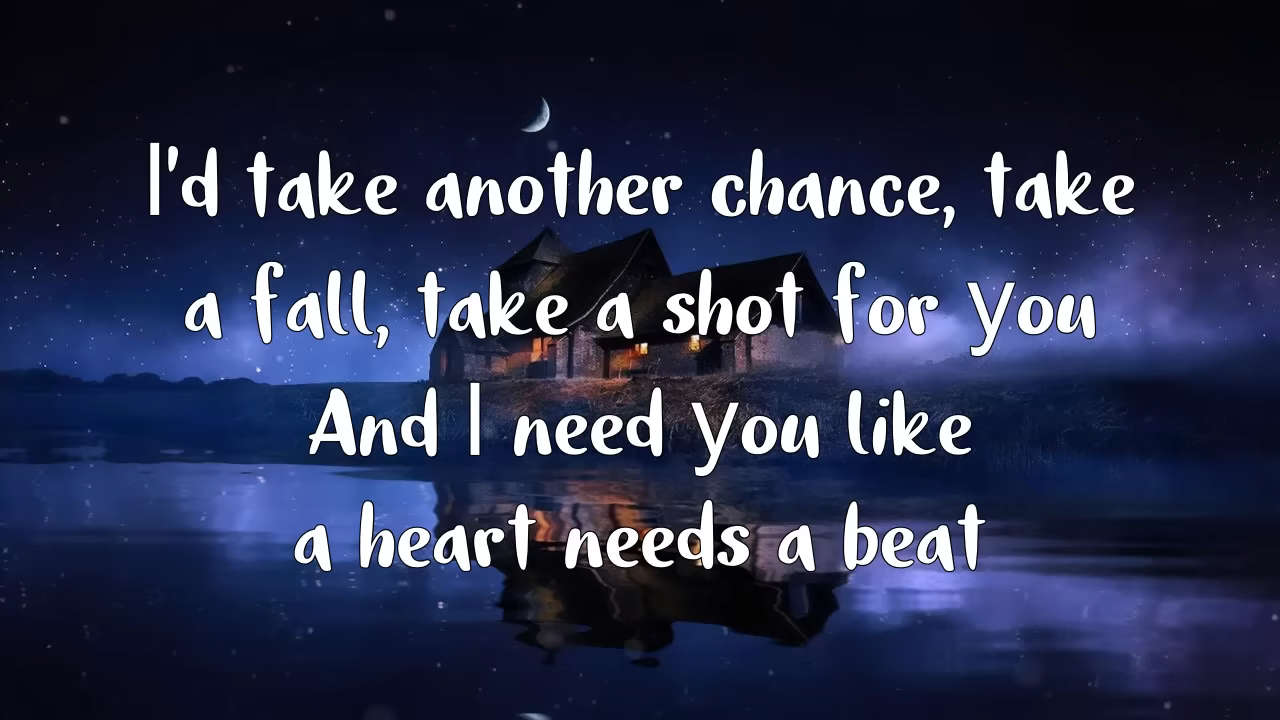 I'd take another chance, take
a fall, take a shot for you
And I need you like
a heart needs a beat